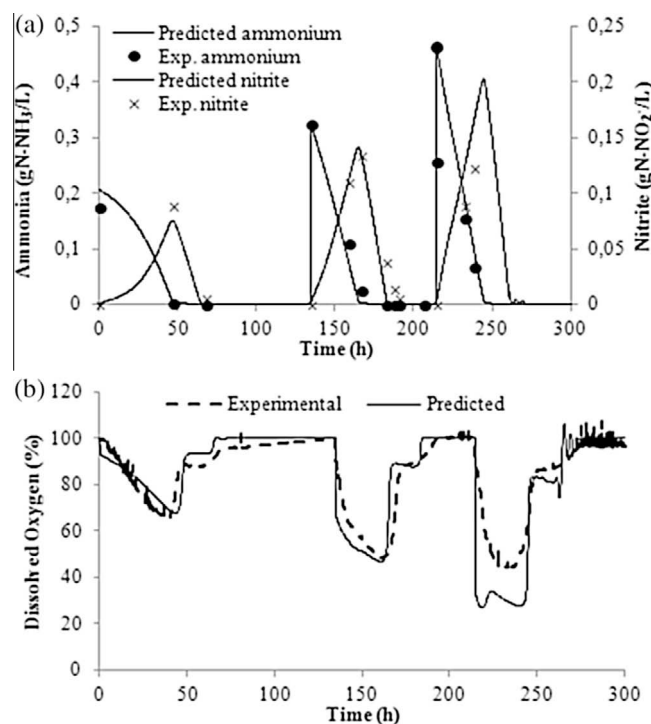 (a)
0,5
0,4
0,3
0,2
0,1
0
Ammonia (gN-NH₃/L)
Predicted ammonium
Exp. ammonium
Predicted nitrite
Exp. nitrite
0,25
0,2
0,15
0,1
0,05
0
Nitrite (gN-NO₂⁻/L)
0 50 100 150 200 250 300
Time (h)
(b)
120
100
80
60
40
20
0
Dissolved Oxygen (%)
Experimental Predicted
0 50 100 150 200 250 300
Time (h)